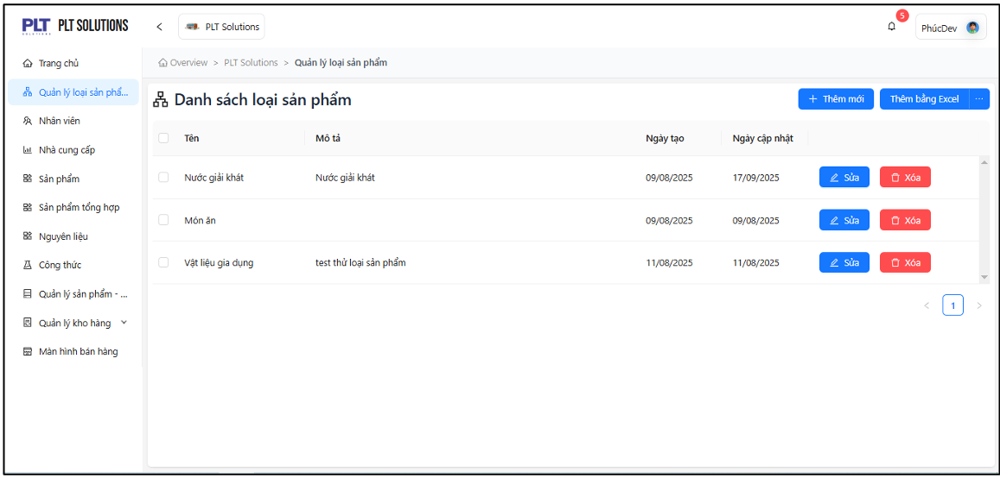 PLT SOLUTIONS PLT SOLUTIONS < PLT Solutions 5 PhúcDev
Trang chủ
Quản lý loại sản phẩ...
Nhân viên
Nhà cung cấp
Sản phẩm
Sản phẩm tổng hợp
Nguyên liệu
Công thức
Quản lý sản phẩm - ...
Quản lý kho hàng
Màn hình bán hàng
Overview > PLT Solutions > Quản lý loại sản phẩm
Danh sách loại sản phẩm
+ Thêm mới Thêm bằng Excel ...
Tên Mô tả Ngày tạo Ngày cập nhật
Nước giải khát Nước giải khát 09/08/2025 17/09/2025 Sửa Xóa
Món ăn 09/08/2025 09/08/2025 Sửa Xóa
Vật liệu gia dụng test thử loại sản phẩm 11/08/2025 11/08/2025 Sửa Xóa
< 1 >